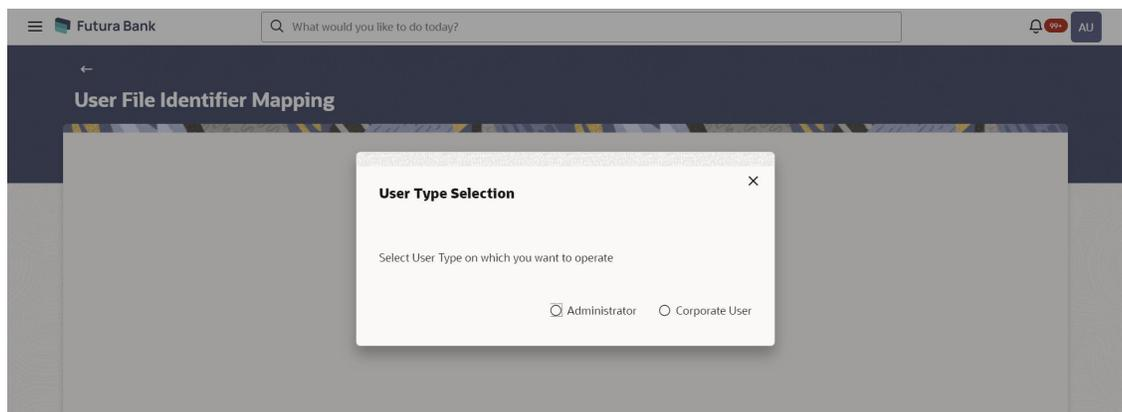 Futura Bank
What would you like to do today?
99+
AU
User File Identifier Mapping
User Type Selection
Select User Type on which you want to operate
Administrator
Corporate User